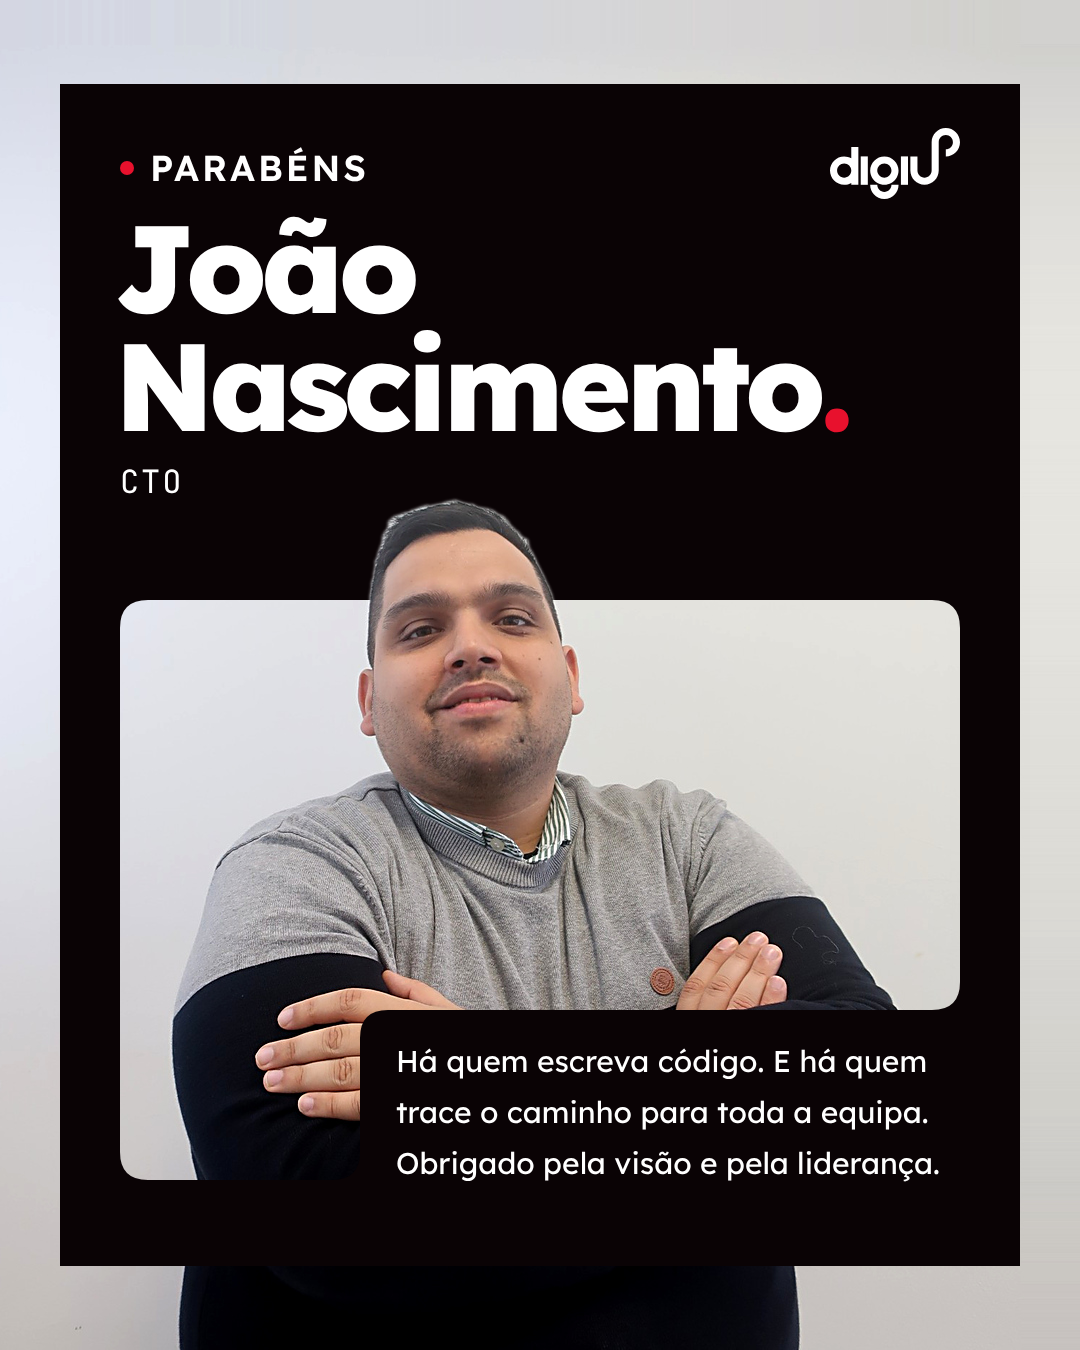 PARABÉNS
digiUP
João
Nascimento.
CTO
Há quem escreva código. E há quem
trace o caminho para toda a equipa.
Obrigado pela visão e pela liderança.